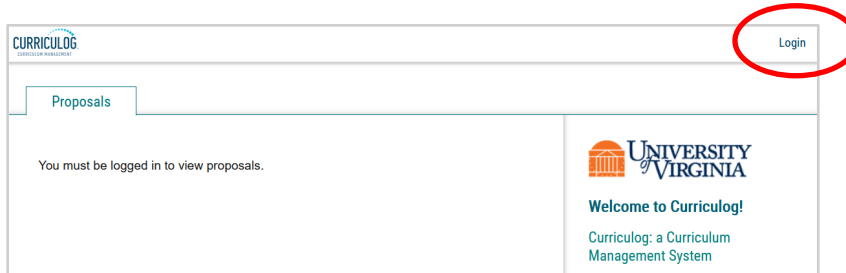 CURRICULOG
CURRICULUM MANAGEMENT
Login
Proposals
You must be logged in to view proposals.
UNIVERSITY
of VIRGINIA
Welcome to Curriculog!
Curriculog: a Curriculum
Management System